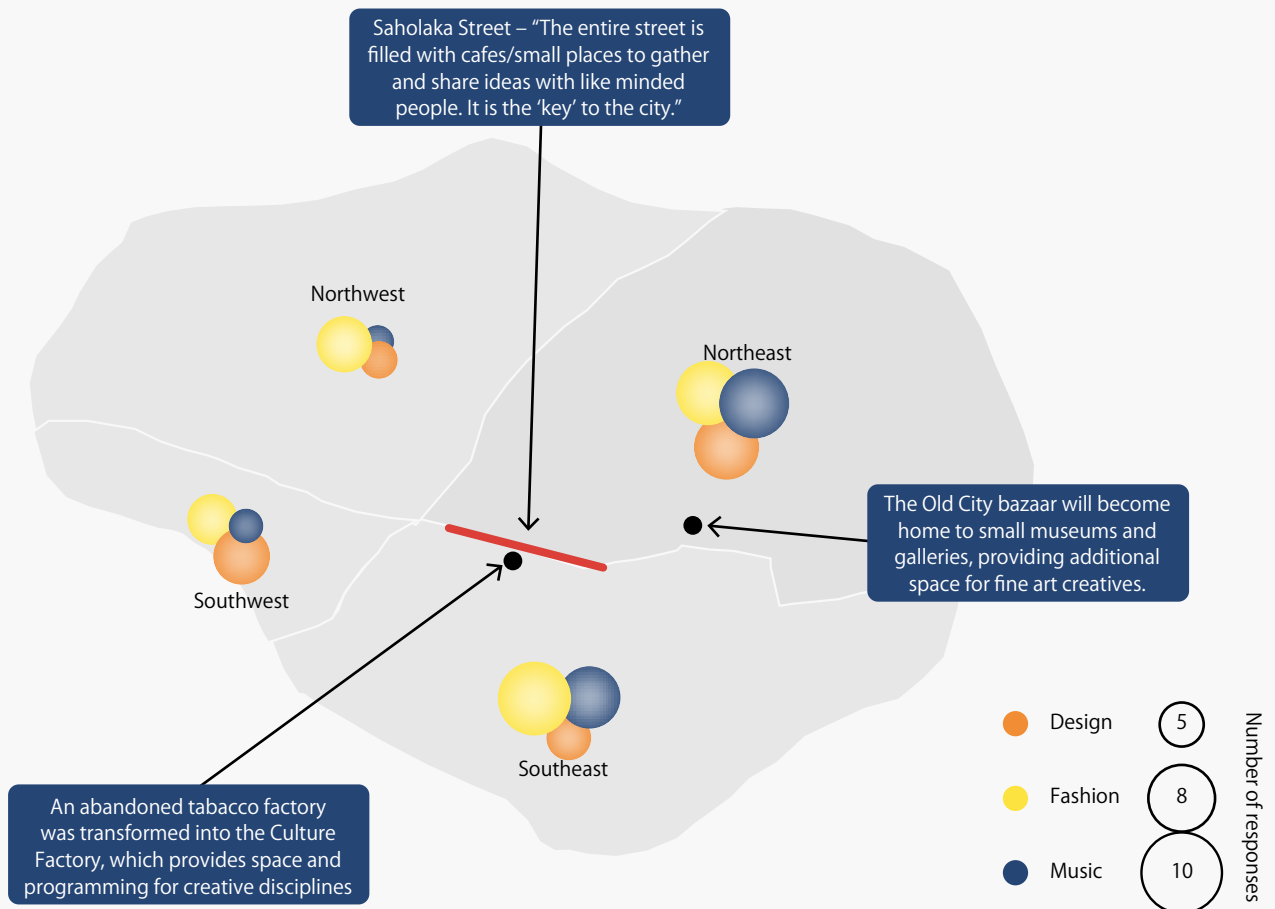 Saholaka Street – “The entire street is
filled with cafes/small places to gather
and share ideas with like minded
people. It is the ‘key’ to the city.”
Northwest
Northeast
The Old City bazaar will become
home to small museums and
galleries, providing additional
space for fine art creatives.
Southwest
Southeast
An abandoned tabacco factory
was transformed into the Culture
Factory, which provides space and
programming for creative disciplines
Design
5
Fashion
8
Music
10
Number of responses